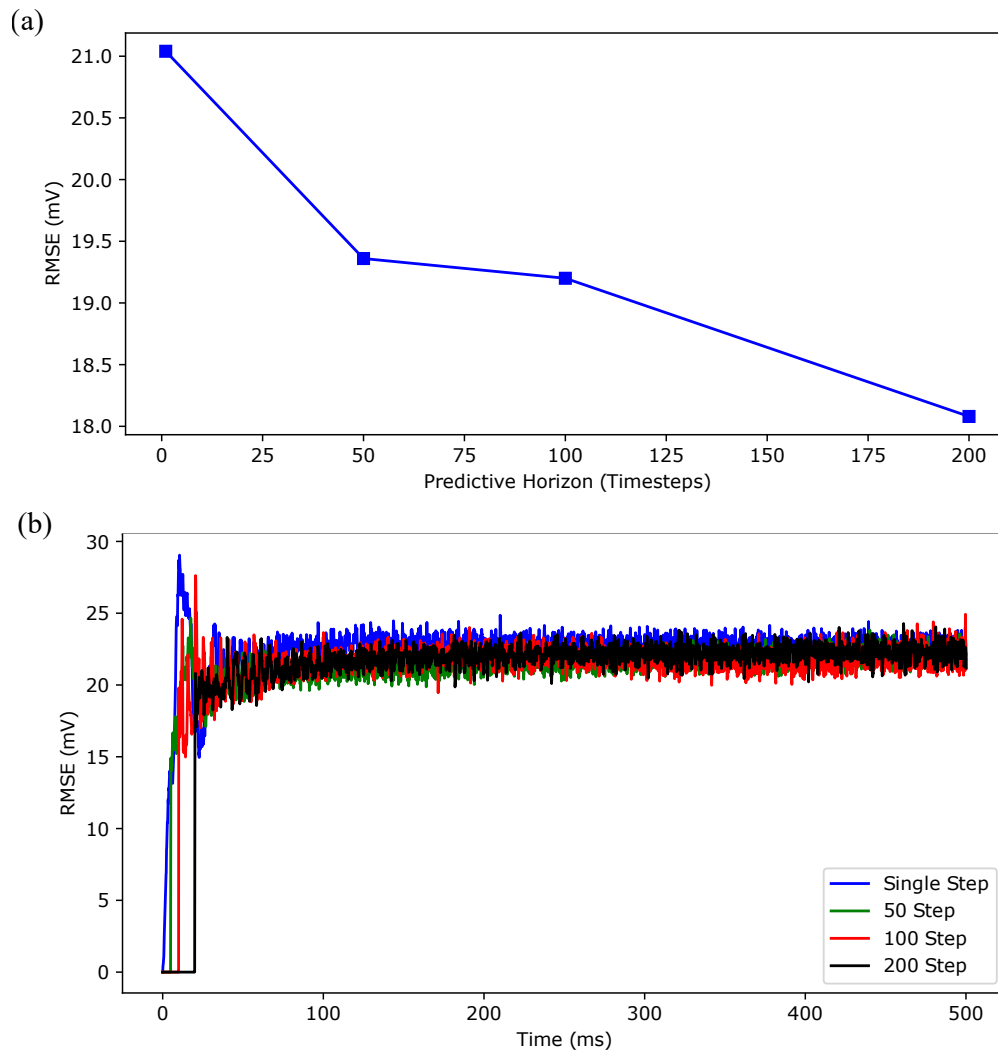 (a)
21.0
20.5
20.0
19.5
19.0
18.5
18.0
RMSE (mV)
0 25 50 75 100 125 150 175 200
Predictive Horizon (Timesteps)
(b)
30
25
20
15
10
5
0
RMSE (mV)
Single Step
50 Step
100 Step
200 Step
0 100 200 300 400 500
Time (ms)